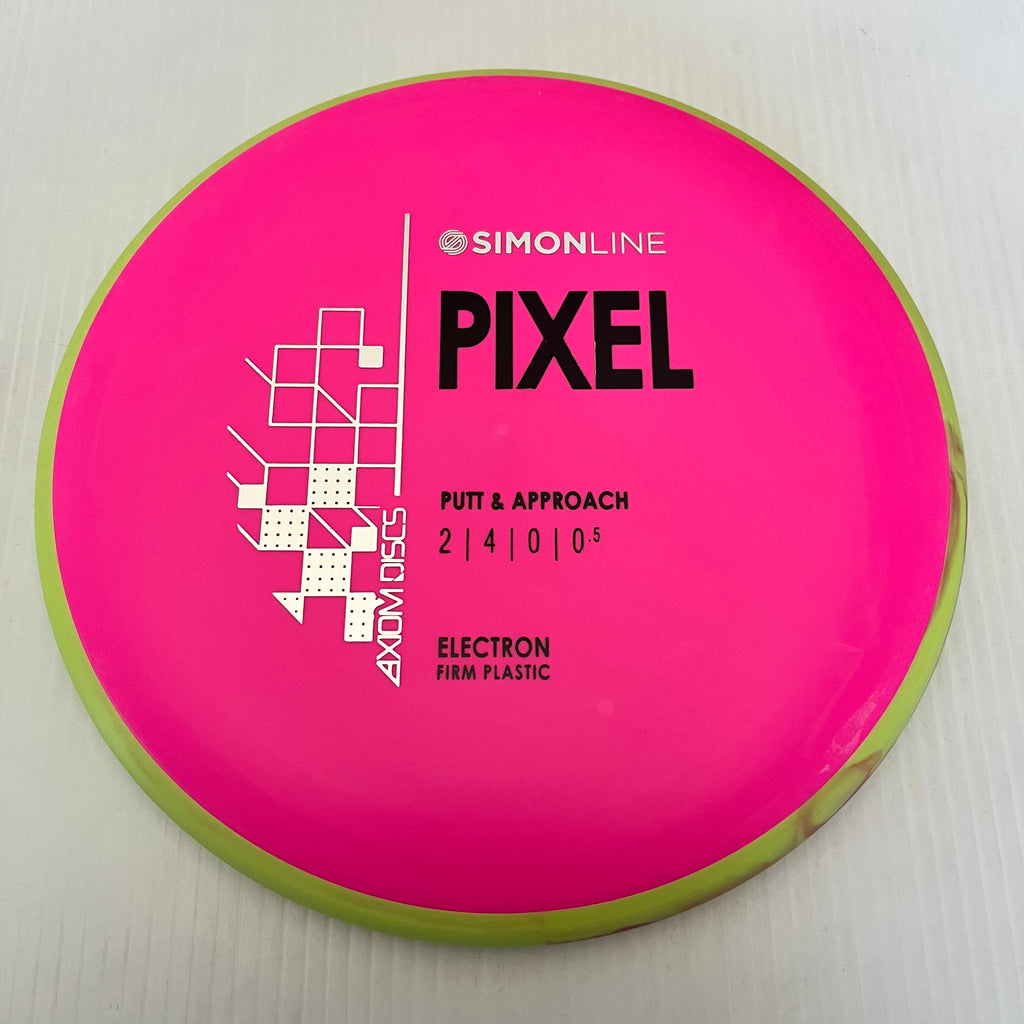 SIMONLINE
PIXEL
PUTT & APPROACH
2 | 4 | 0 | 0.5
ELECTRON
FIRM PLASTIC
AXIOM DISCS